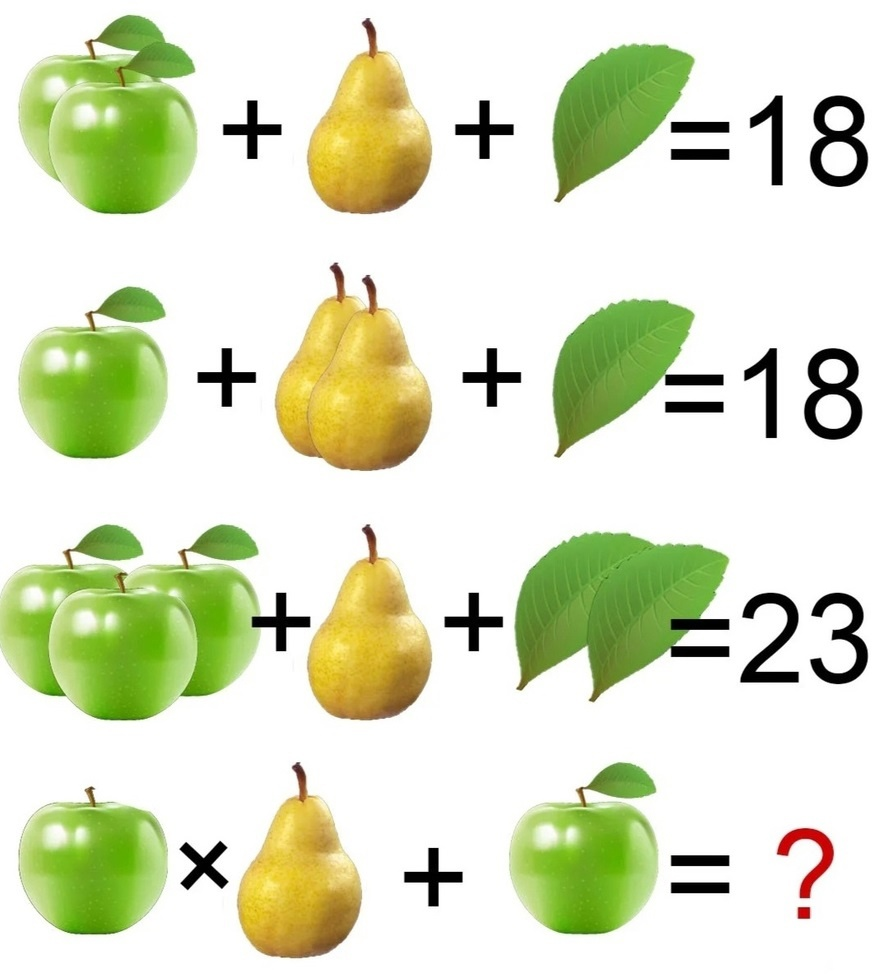 + + =18
+ + =18
+ + =23
× + = ?